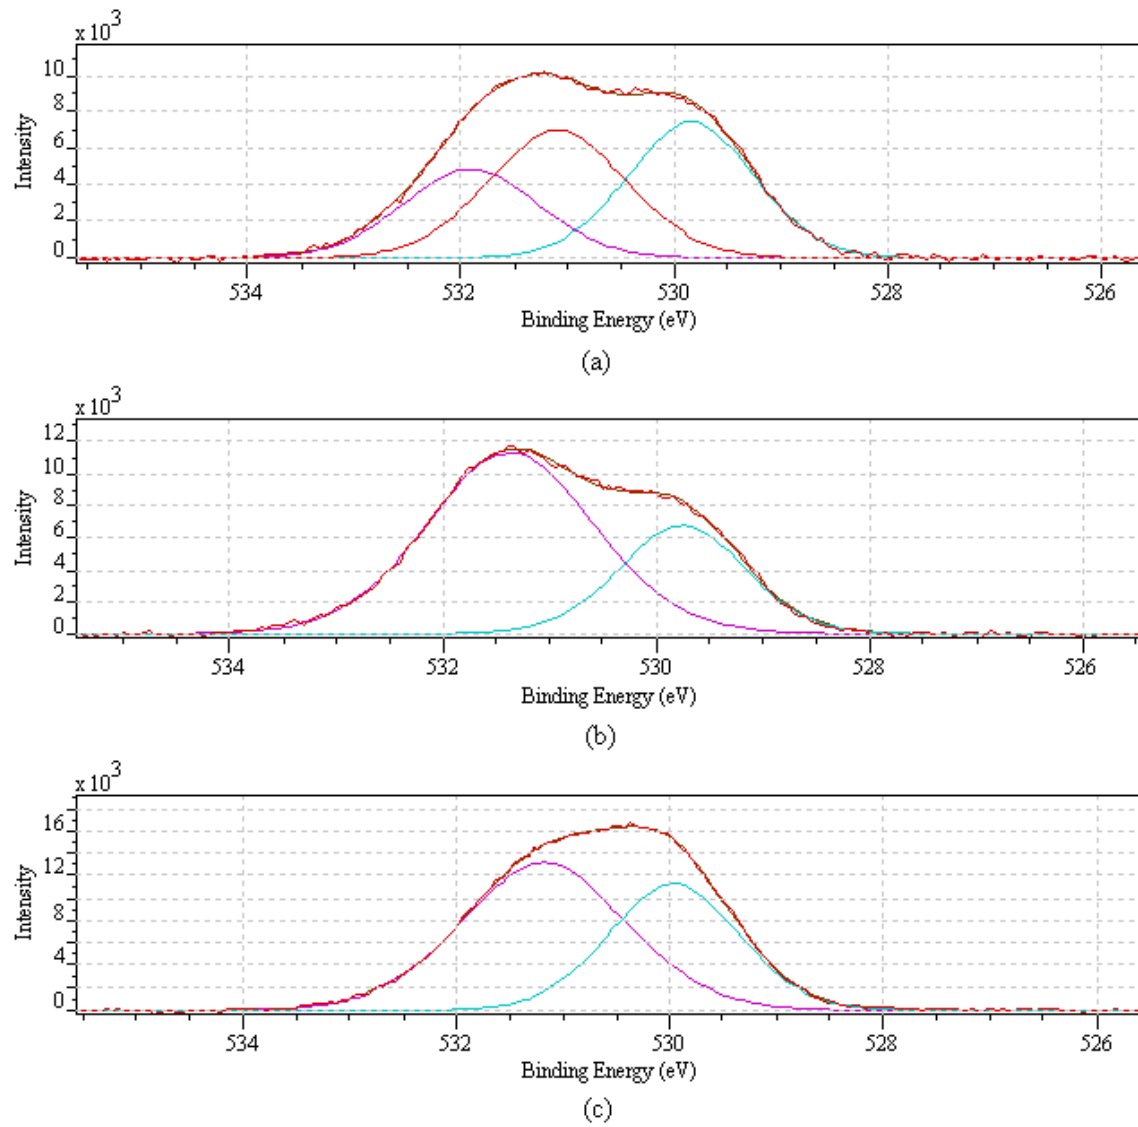 x 10³
10
8
6
4
2
0
Intensity
534 532 530 528 526
Binding Energy (eV)
(a)
x 10³
12
10
8
6
4
2
0
Intensity
534 532 530 528 526
Binding Energy (eV)
(b)
x 10³
16
12
8
4
0
Intensity
534 532 530 528 526
Binding Energy (eV)
(c)